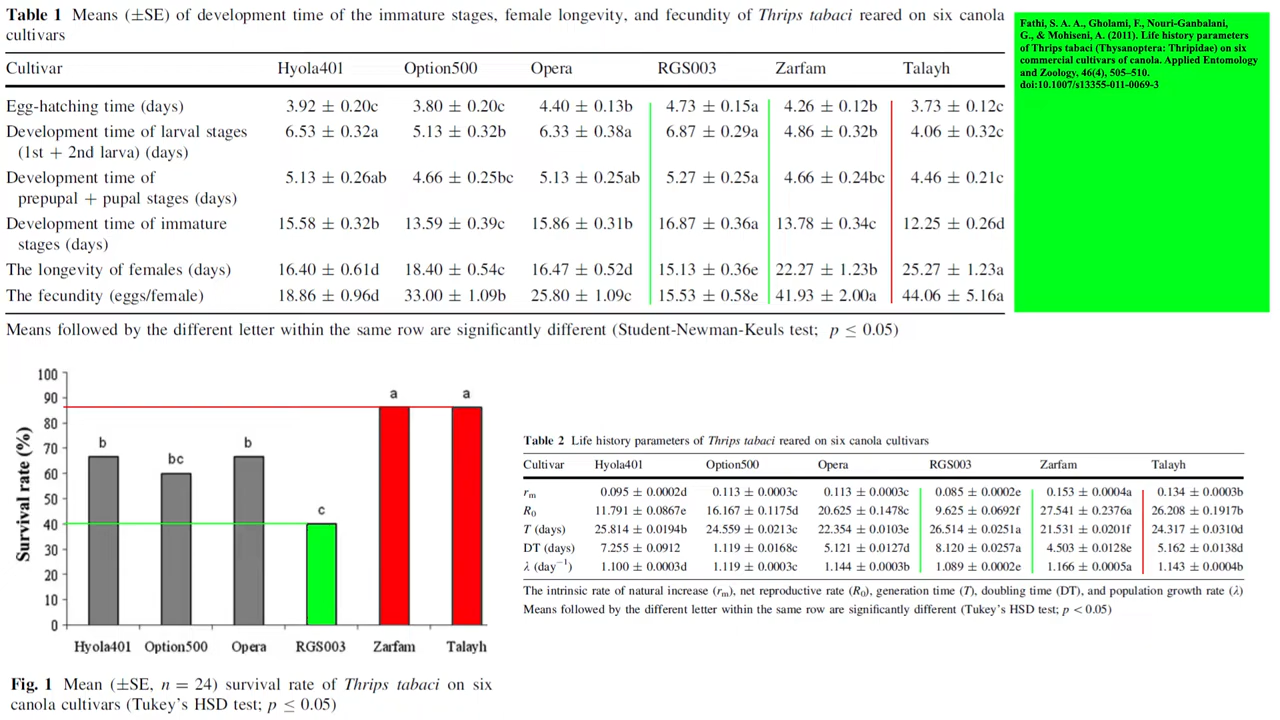 Table 1 Means (±SE) of development time of the immature stages, female longevity, and fecundity of Thrips tabaci reared on six canola
cultivars
Cultivar Hyola401 Option500 Opera RGS003 Zarfam Talayh
Egg-hatching time (days) 3.92 ± 0.20c 3.80 ± 0.20c 4.40 ± 0.13b 4.73 ± 0.15a 4.26 ± 0.12b 3.73 ± 0.12c
Development time of larval stages 6.53 ± 0.32a 5.13 ± 0.32b 6.33 ± 0.38a 6.87 ± 0.29a 4.86 ± 0.32b 4.06 ± 0.32c
(1st + 2nd larva) (days)
Development time of 5.13 ± 0.26ab 4.66 ± 0.25bc 5.13 ± 0.25ab 5.27 ± 0.25a 4.66 ± 0.24bc 4.46 ± 0.21c
prepupal + pupal stages (days)
Development time of immature 15.58 ± 0.32b 13.59 ± 0.39c 15.86 ± 0.31b 16.87 ± 0.36a 13.78 ± 0.34c 12.25 ± 0.26d
stages (days)
The longevity of females (days) 16.40 ± 0.61d 18.40 ± 0.54c 16.47 ± 0.52d 15.13 ± 0.36e 22.27 ± 1.23b 25.27 ± 1.23a
The fecundity (eggs/female) 18.86 ± 0.96d 33.00 ± 1.09b 25.80 ± 1.09c 15.53 ± 0.58e 41.93 ± 2.00a 44.06 ± 5.16a
Means followed by the different letter within the same row are significantly different (Student-Newman-Keuls test; p ≤ 0.05)
Fathi, S. A. A., Gholami, F., Nouri-Ganbalani,
G., & Mohiseni, A. (2011). Life history parameters
of Thrips tabaci (Thysanoptera: Thripidae) on six
commercial cultivars of canola. Applied Entomology
and Zoology, 46(4), 505–510.
doi:10.1007/s13355-011-0069-3
Survival rate (%)
100
90
80
70
60
50
40
30
20
10
0
b bc b c a a
Hyola401 Option500 Opera RGS003 Zarfam Talayh
Fig. 1 Mean (±SE, n = 24) survival rate of Thrips tabaci on six
canola cultivars (Tukey's HSD test; p ≤ 0.05)
Table 2 Life history parameters of Thrips tabaci reared on six canola cultivars
Cultivar Hyola401 Option500 Opera RGS003 Zarfam Talayh
rm 0.095 ± 0.0002d 0.113 ± 0.0003c 0.113 ± 0.0003c 0.085 ± 0.0002e 0.153 ± 0.0004a 0.134 ± 0.0003b
R0 11.791 ± 0.0867e 16.167 ± 0.1175d 20.625 ± 0.1478c 9.625 ± 0.0692f 27.541 ± 0.2376a 26.208 ± 0.1917b
T (days) 25.814 ± 0.0194b 24.559 ± 0.0213c 22.354 ± 0.0103e 26.514 ± 0.0251a 21.531 ± 0.0201f 24.317 ± 0.0310d
DT (days) 7.255 ± 0.0912 1.119 ± 0.0168c 5.121 ± 0.0127d 8.120 ± 0.0257a 4.503 ± 0.0128e 5.162 ± 0.0138d
λ (day−1) 1.100 ± 0.0003d 1.119 ± 0.0003c 1.144 ± 0.0003b 1.089 ± 0.0002e 1.166 ± 0.0005a 1.143 ± 0.0004b
The intrinsic rate of natural increase (rm), net reproductive rate (R0), generation time (T), doubling time (DT), and population growth rate (λ)
Means followed by the different letter within the same row are significantly different (Tukey's HSD test; p < 0.05)